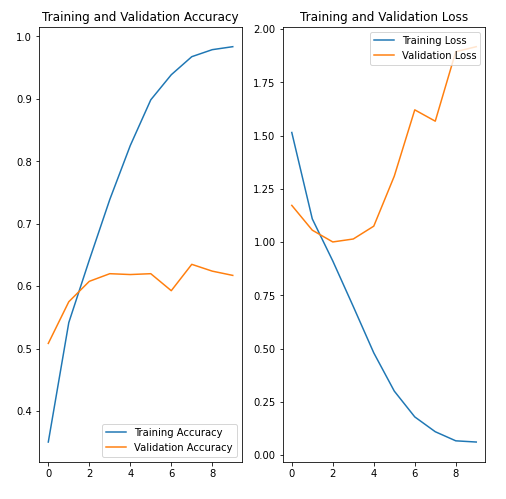 Training and Validation Accuracy
1.0
0.9
0.8
0.7
0.6
0.5
0.4
0 2 4 6 8
Training Accuracy
Validation Accuracy
Training and Validation Loss
2.00
1.75
1.50
1.25
1.00
0.75
0.50
0.25
0.00
0 2 4 6 8
Training Loss
Validation Loss